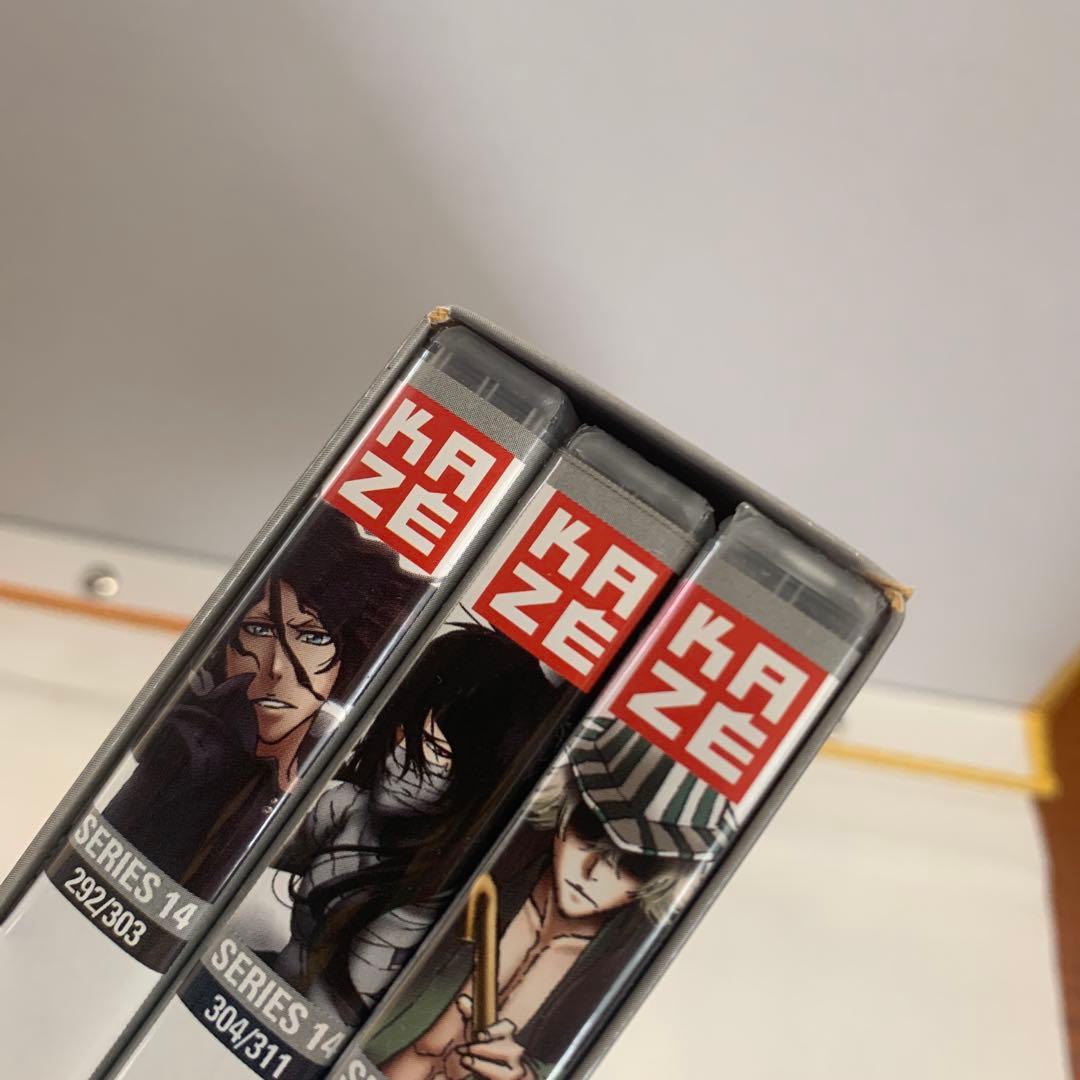 KA
ZÉ
SERIES 14
292/303
KA
ZÉ
SERIES 14
304/311
KA
ZÉ